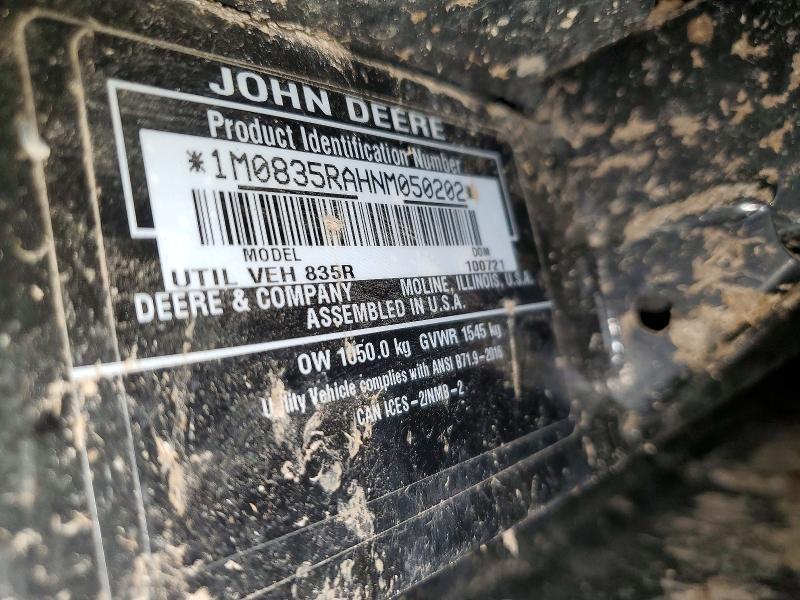 JOHN DEERE
Product Identification Number
*1M0835RAHNM050202*
MODEL DOM
UTIL VEH 835R 100721
DEERE & COMPANY MOLINE, ILLINOIS, U.S.A.
ASSEMBLED IN U.S.A.
OW 1050.0 kg GVWR 1545 kg
Utility Vehicle complies with ANSI B71.9-2016
CAN ICES-2/NMB-2